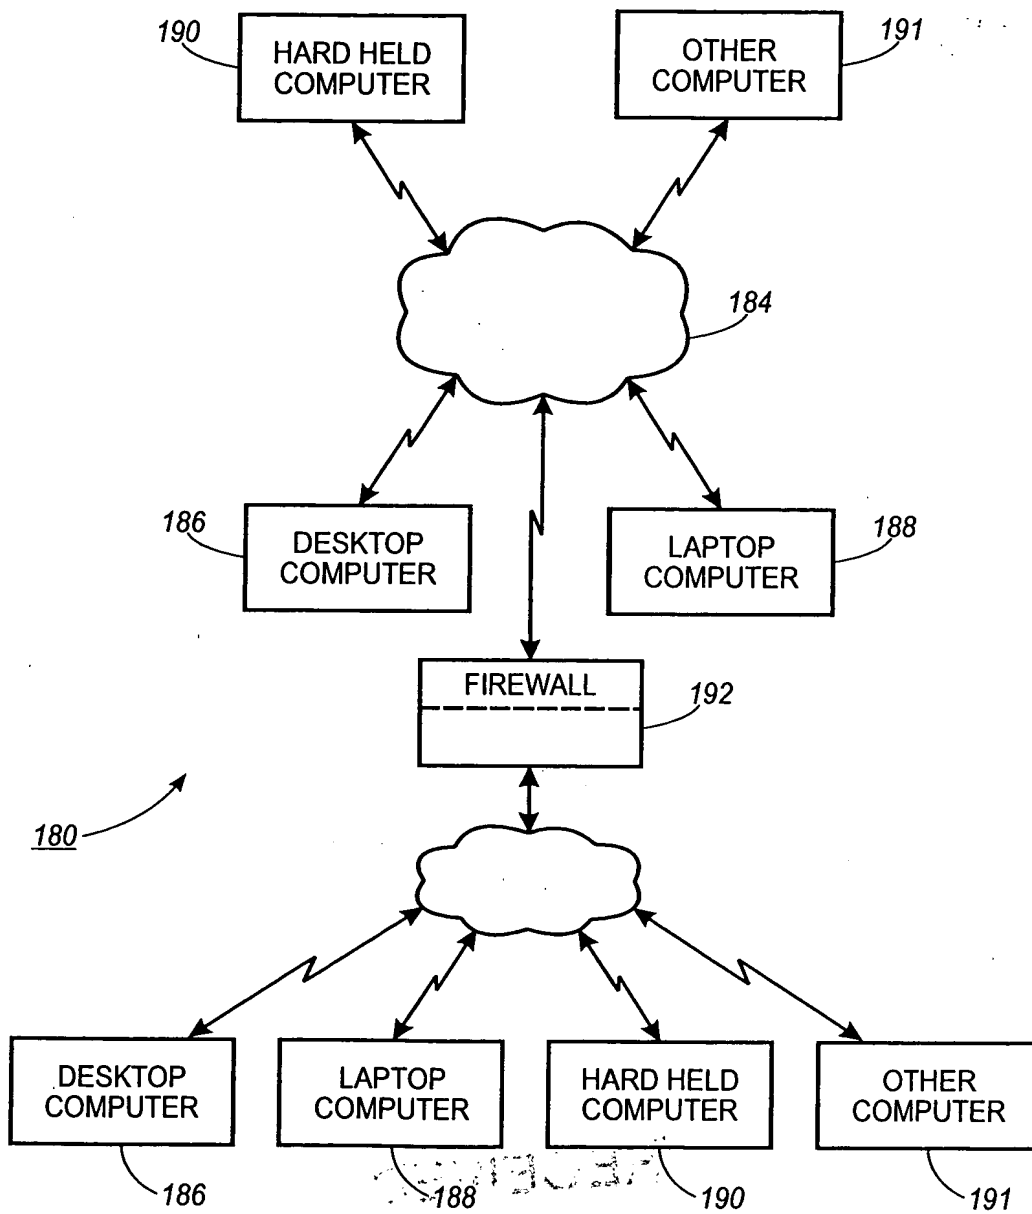 190
HARD HELD
COMPUTER
OTHER
COMPUTER
191
184
186
DESKTOP
COMPUTER
LAPTOP
COMPUTER
188
FIREWALL
192
180
DESKTOP
COMPUTER
LAPTOP
COMPUTER
HARD HELD
COMPUTER
OTHER
COMPUTER
186
188
190
191